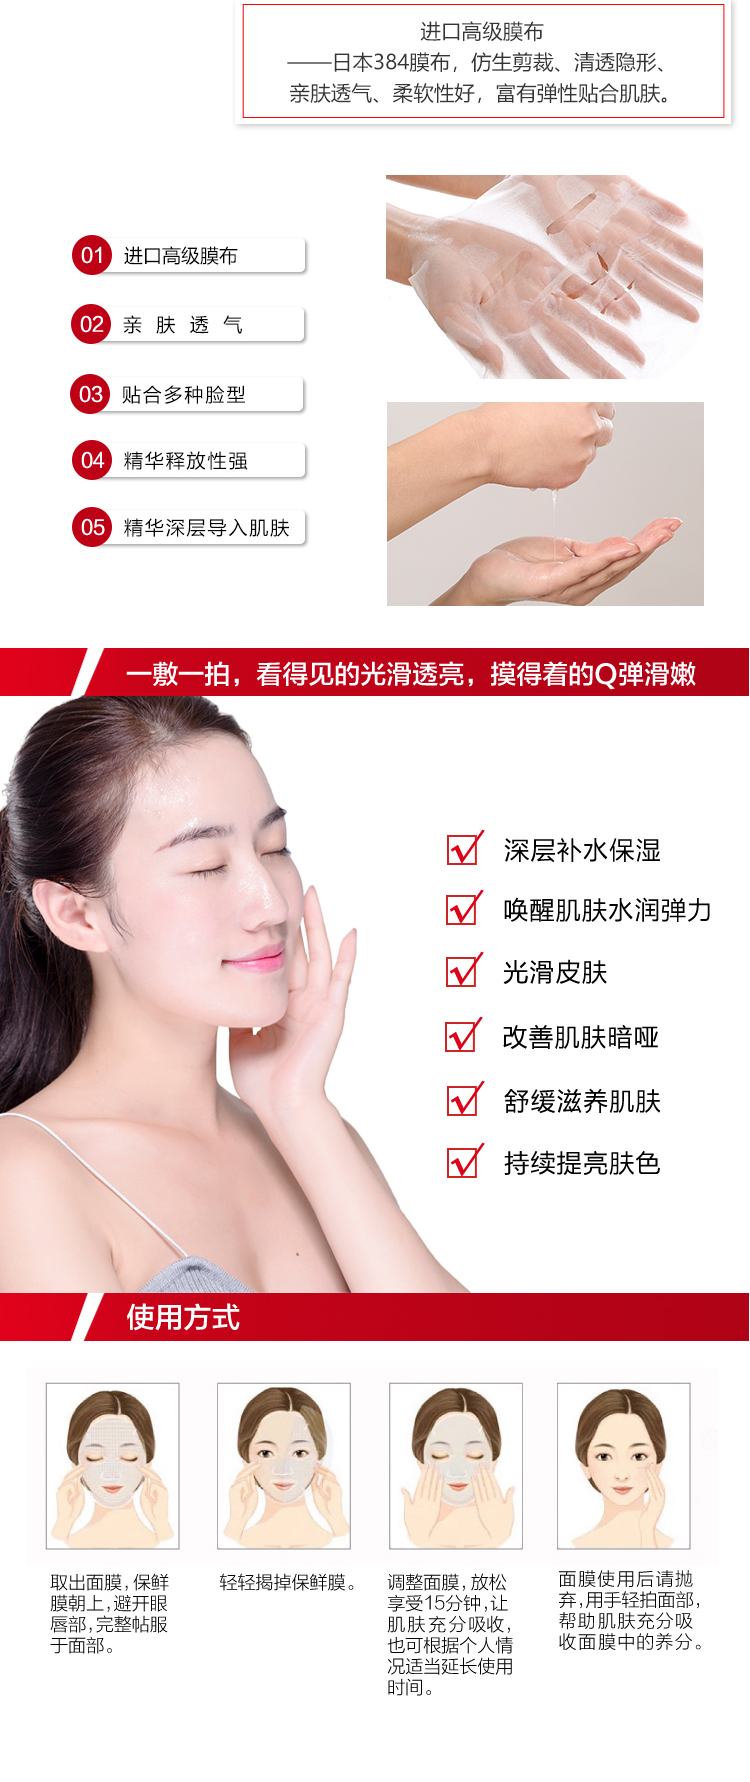 进口高级膜布
——日本384膜布，仿生剪裁、清透隐形、
亲肤透气、柔软性好，富有弹性贴合肌肤。
01 进口高级膜布
02 亲肤透气
03 贴合多种脸型
04 精华释放性强
05 精华深层导入肌肤
一敷一拍，看得见的光滑透亮，摸得着的Q弹滑嫩
深层补水保湿
唤醒肌肤水润弹力
光滑皮肤
改善肌肤暗哑
舒缓滋养肌肤
持续提亮肤色
使用方式
取出面膜，保鲜
膜朝上，避开眼
唇部，完整帖服
于面部。
轻轻揭掉保鲜膜。
调整面膜，放松
享受15分钟，让
肌肤充分吸收，
也可根据个人情
况适当延长使用
时间。
面膜使用后请抛
弃，用手轻拍面部，
帮助肌肤充分吸
收面膜中的养分。